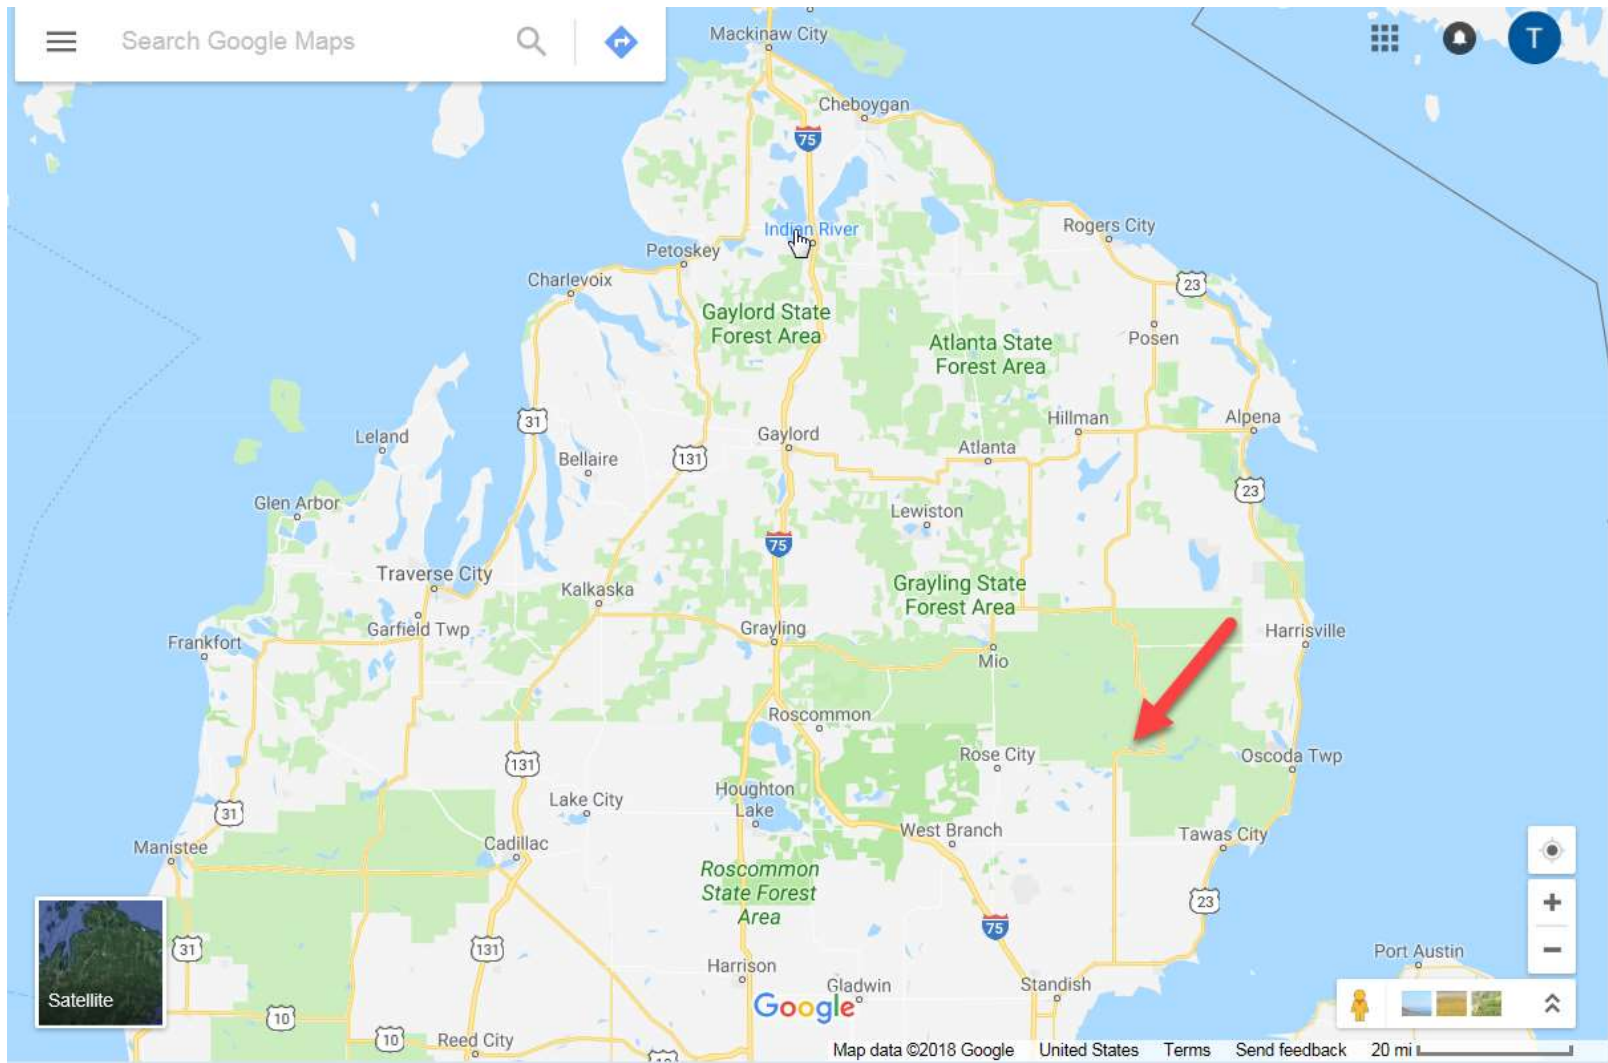 Search Google Maps
T
Mackinaw City
Cheboygan
75
Indian River
Rogers City
Petoskey
Charlevoix
23
Gaylord State
Forest Area
Atlanta State
Forest Area
Posen
31
Hillman
Alpena
Leland
Gaylord
Atlanta
Bellaire
131
Glen Arbor
23
Lewiston
75
Traverse City
Kalkaska
Grayling State
Forest Area
Garfield Twp
Grayling
Harrisville
Frankfort
Mio
Roscommon
Rose City
Oscoda Twp
131
Houghton
Lake
Lake City
31
West Branch
Tawas City
Manistee
Cadillac
Roscommon
State Forest
Area
23
75
31
131
Port Austin
Harrison
Gladwin
Standish
Satellite
Google
10
10
Reed City
10
Map data ©2018 Google United States Terms Send feedback 20 mi